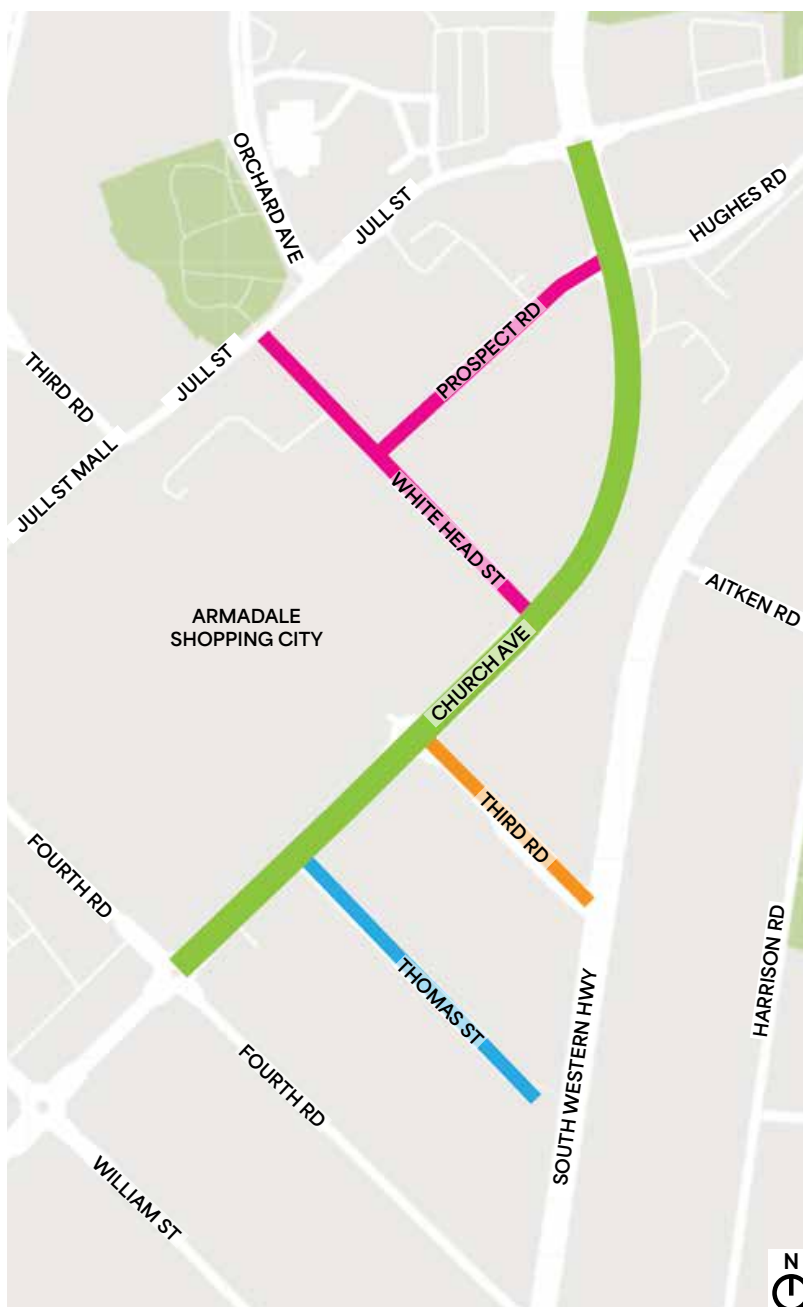 ORCHARD AVE
JULL ST
HUGHES RD
PROSPECT RD
JULL ST
THIRD RD
JULL ST MALL
WHITE HEAD ST
AITKEN RD
ARMADALE
SHOPPING CITY
CHURCH AVE
THIRD RD
FOURTH RD
HARRISON RD
THOMAS ST
SOUTH WESTERN HWY
FOURTH RD
WILLIAM ST
N